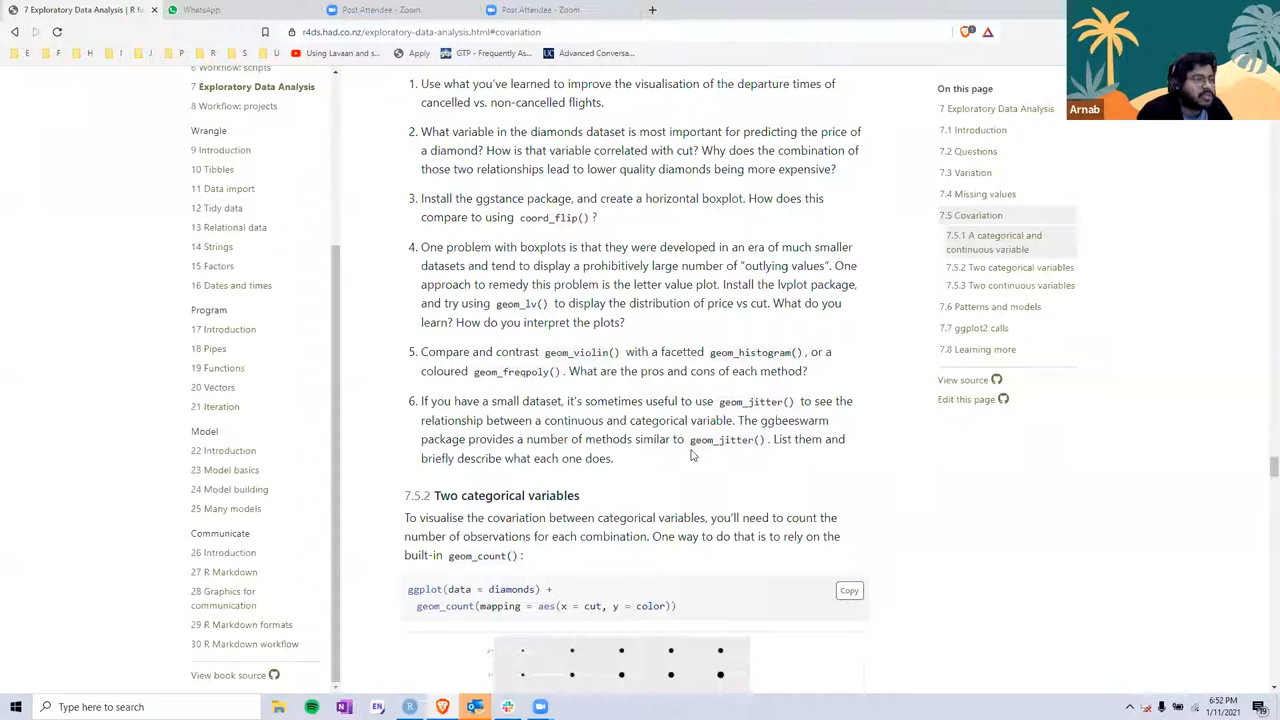 7 Exploratory Data Analysis | R f
WhatsApp
Post Attendee - Zoom
Post Attendee - Zoom
r4ds.had.co.nz/exploratory-data-analysis.html#covariation
E F H I J P R S U Using Lavaan and s... Apply GTP - Frequently As... Advanced Conversa...
6 Workflow: scripts
7 Exploratory Data Analysis
8 Workflow: projects
Wrangle
9 Introduction
10 Tibbles
11 Data import
12 Tidy data
13 Relational data
14 Strings
15 Factors
16 Dates and times
Program
17 Introduction
18 Pipes
19 Functions
20 Vectors
21 Iteration
Model
22 Introduction
23 Model basics
24 Model building
25 Many models
Communicate
26 Introduction
27 R Markdown
28 Graphics for
communication
29 R Markdown formats
30 R Markdown workflow
View book source
1. Use what you've learned to improve the visualisation of the departure times of
cancelled vs. non-cancelled flights.
2. What variable in the diamonds dataset is most important for predicting the price of
a diamond? How is that variable correlated with cut? Why does the combination of
those two relationships lead to lower quality diamonds being more expensive?
3. Install the ggstance package, and create a horizontal boxplot. How does this
compare to using coord_flip()?
4. One problem with boxplots is that they were developed in an era of much smaller
datasets and tend to display a prohibitively large number of "outlying values". One
approach to remedy this problem is the letter value plot. Install the lvplot package,
and try using geom_lv() to display the distribution of price vs cut. What do you
learn? How do you interpret the plots?
5. Compare and contrast geom_violin() with a facetted geom_histogram(), or a
coloured geom_freqpoly(). What are the pros and cons of each method?
6. If you have a small dataset, it's sometimes useful to use geom_jitter() to see the
relationship between a continuous and categorical variable. The ggbeeswarm
package provides a number of methods similar to geom_jitter(). List them and
briefly describe what each one does.
7.5.2 Two categorical variables
To visualise the covariation between categorical variables, you'll need to count the
number of observations for each combination. One way to do that is to rely on the
built-in geom_count():
ggplot(data = diamonds) +
geom_count(mapping = aes(x = cut, y = color))
Copy
On this page
7 Exploratory Data Analysis
7.1 Introduction
7.2 Questions
7.3 Variation
7.4 Missing values
7.5 Covariation
7.5.1 A categorical and
continuous variable
7.5.2 Two categorical variables
7.5.3 Two continuous variables
7.6 Patterns and models
7.7 ggplot2 calls
7.8 Learning more
View source
Edit this page
Arnab
Type here to search
EN
6:52 PM
1/11/2021
19